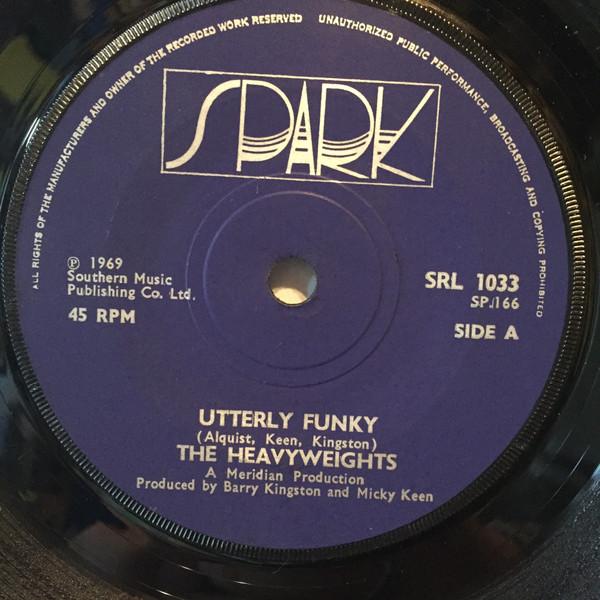 ALL RIGHTS OF THE MANUFACTURERS AND OWNER OF THE RECORDED WORK RESERVED UNAUTHORIZED PUBLIC PERFORMANCE, BROADCASTING AND COPYING PROHIBITED
SPARK
Ⓟ 1969
Southern Music
Publishing Co. Ltd.
45 RPM
SRL 1033
SP.166
SIDE A
UTTERLY FUNKY
(Alquist, Keen, Kingston)
THE HEAVYWEIGHTS
A Meridian Production
Produced by Barry Kingston and Micky Keen